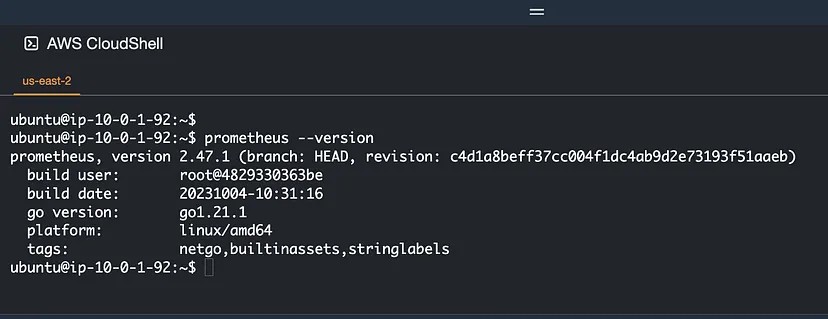 AWS CloudShell
us-east-2
ubuntu@ip-10-0-1-92:~$
ubuntu@ip-10-0-1-92:~$ prometheus --version
prometheus, version 2.47.1 (branch: HEAD, revision: c4d1a8beff37cc004f1dc4ab9d2e73193f51aaeb)
  build user:       root@4829330363be
  build date:       20231004-10:31:16
  go version:       go1.21.1
  platform:         linux/amd64
  tags:             netgo,builtinassets,stringlabels
ubuntu@ip-10-0-1-92:~$